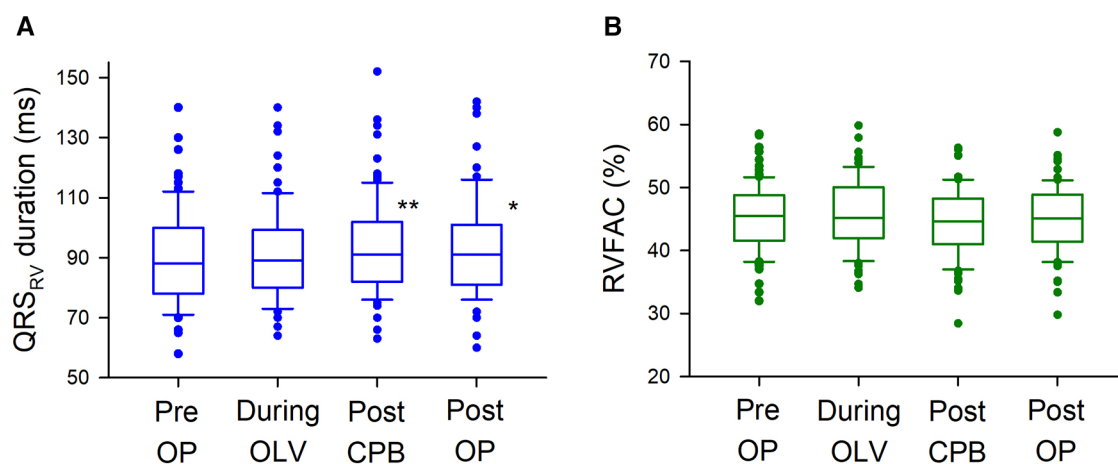 A
QRSRV duration (ms)
150
130
110
90
70
50
**
*
Pre OP
During OLV
Post CPB
Post OP
B
RVFAC (%)
70
60
50
40
30
20
Pre OP
During OLV
Post CPB
Post OP